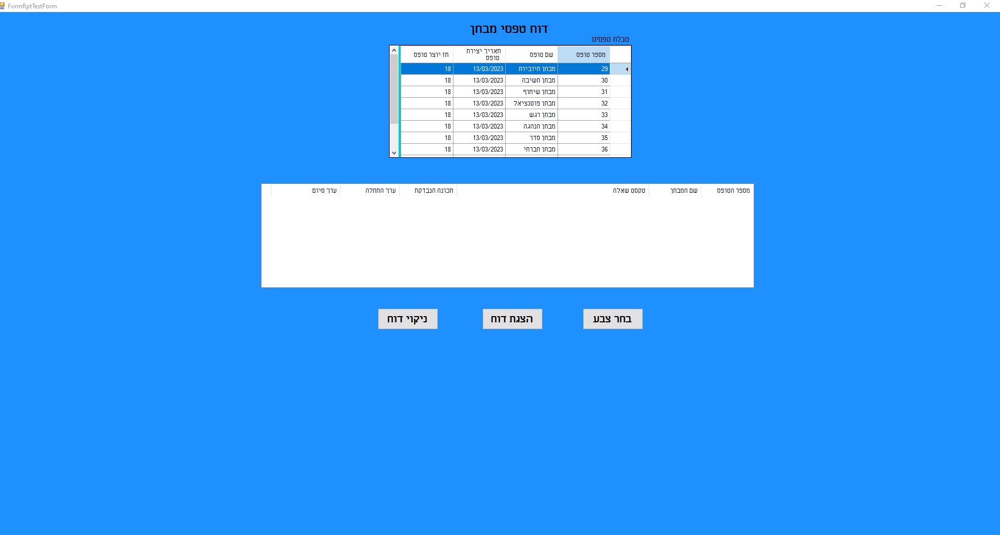 FormRptTestForm
דוח טפסי מבחן
טבלת טפסים
מספר טופס שם טופס תאריך יצירת טופס תז יוצר טופס
29 מבחן חיוביות 13/03/2023 18
30 מבחן חשיבה 13/03/2023 18
31 מבחן שיתוף 13/03/2023 18
32 מבחן פוטנציאל 13/03/2023 18
33 מבחן רגש 13/03/2023 18
34 מבחן הנהגה 13/03/2023 18
35 מבחן סדר 13/03/2023 18
36 מבחן חברתי 13/03/2023 18
מספר הטופס שם המבחן טקסט שאלה תכונה הנבדקת ערך התחלה ערך סיום
בחר צבע הצגת דוח ניקוי דוח